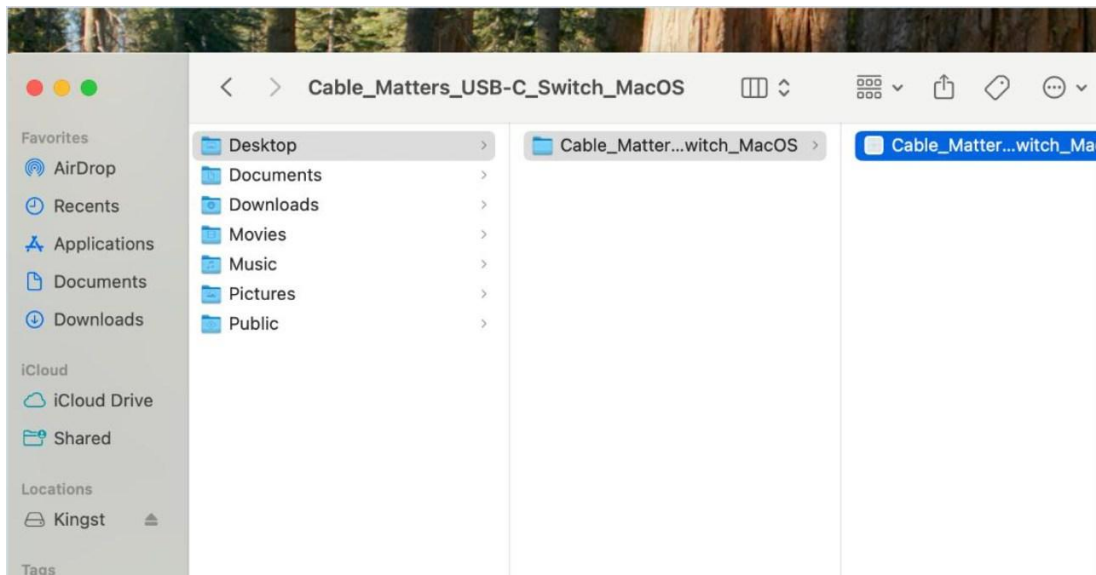 Cable_Matters_USB-C_Switch_MacOS
Favorites
AirDrop
Recents
Applications
Documents
Downloads
iCloud
iCloud Drive
Shared
Locations
Kingst
Tags
Desktop
Documents
Downloads
Movies
Music
Pictures
Public
Cable_Matter...witch_MacOS
Cable_Matter...witch_Mac